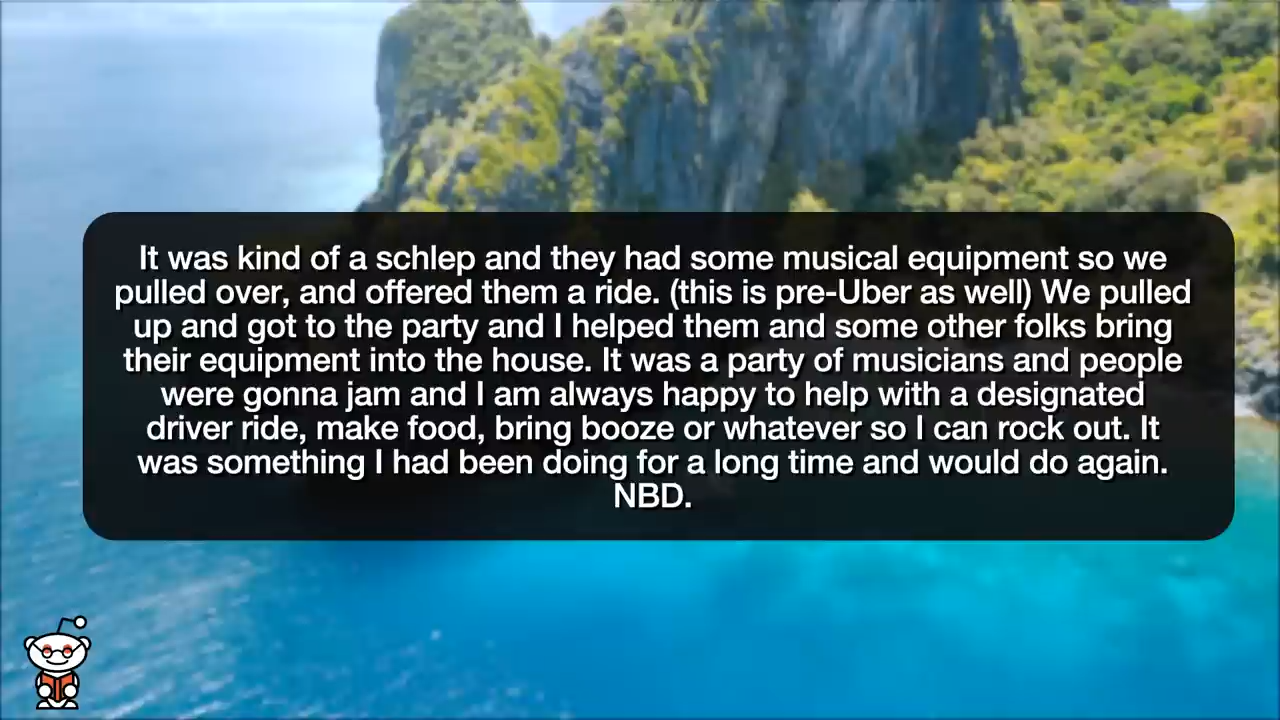 It was kind of a schlep and they had some musical equipment so we
pulled over, and offered them a ride. (this is pre-Uber as well) We pulled
up and got to the party and I helped them and some other folks bring
their equipment into the house. It was a party of musicians and people
were gonna jam and I am always happy to help with a designated
driver ride, make food, bring booze or whatever so I can rock out. It
was something I had been doing for a long time and would do again.
NBD.